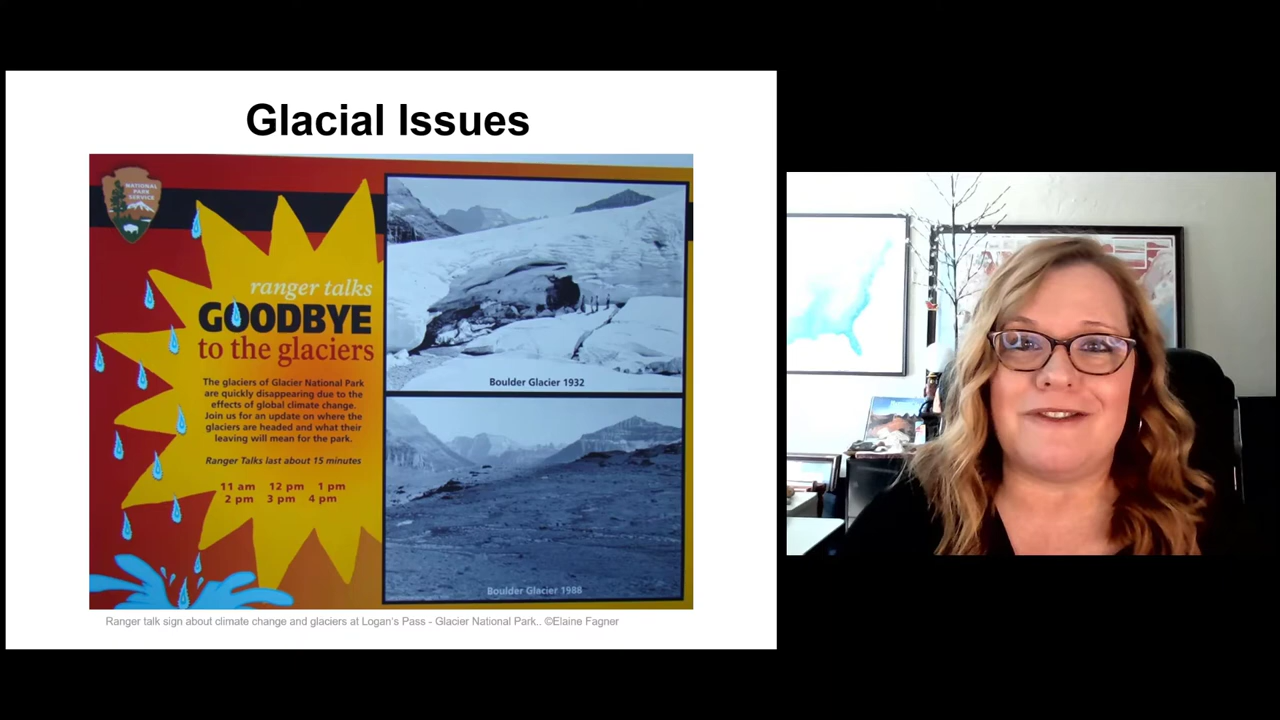 Glacial Issues
NATIONAL
PARK
SERVICE
ranger talks
GOODBYE
to the glaciers
The glaciers of Glacier National Park
are quickly disappearing due to the
effects of global climate change.
Join us for an update on where the
glaciers are headed and what their
leaving will mean for the park.
Ranger Talks last about 15 minutes
11 am 12 pm 1 pm
2 pm 3 pm 4 pm
Boulder Glacier 1932
Boulder Glacier 1988
Ranger talk sign about climate change and glaciers at Logan's Pass - Glacier National Park.. ©Elaine Fagner